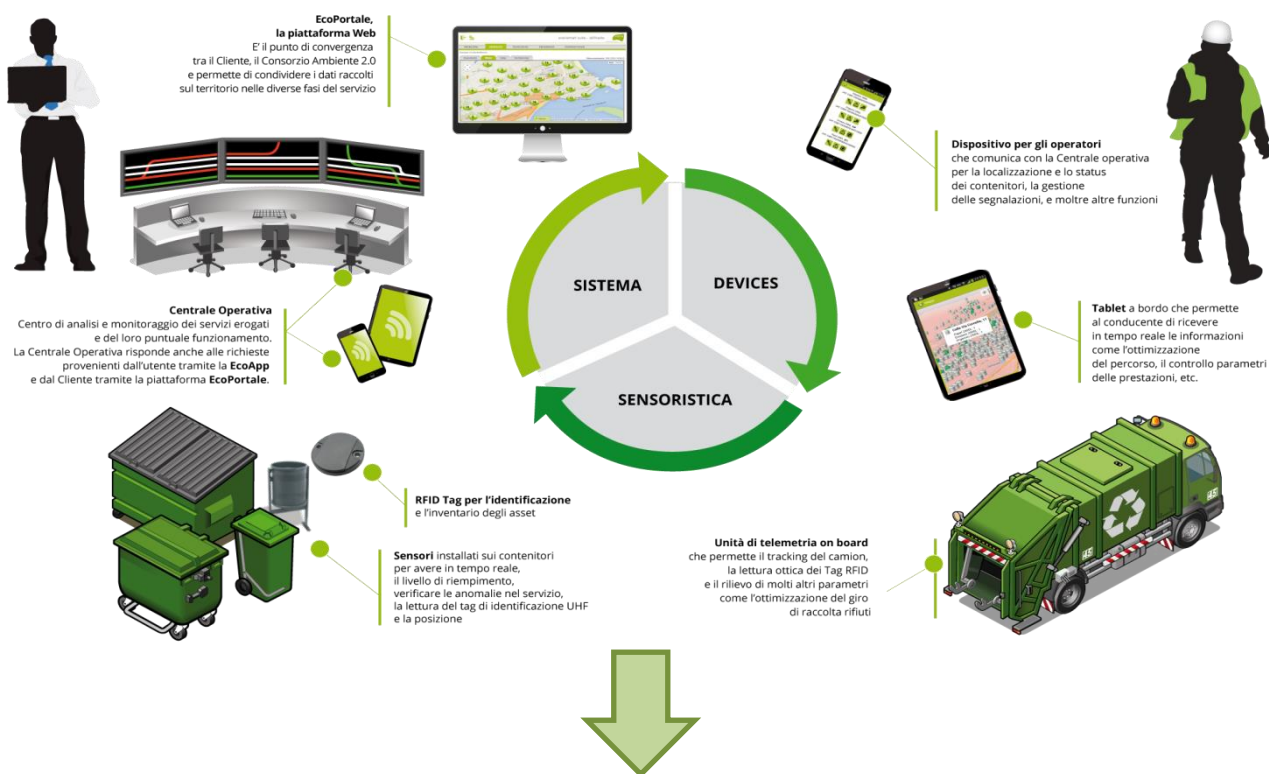 EcoPortale,
la piattaforma Web
E' il punto di convergenza
tra il Cliente, il Consorzio Ambiente 2.0
e permette di condividere i dati raccolti
sul territorio nelle diverse fasi del servizio
Dispositivo per gli operatori
che comunica con la Centrale operativa
per la localizzazione e lo status
dei contenitori, la gestione
delle segnalazioni, e moltre altre funzioni
SISTEMA
DEVICES
SENSORISTICA
Centrale Operativa
Centro di analisi e monitoraggio dei servizi erogati
e del loro puntuale funzionamento.
La Centrale Operativa risponde anche alle richieste
provenienti dall'utente tramite la EcoApp
e dal Cliente tramite la piattaforma EcoPortale.
Tablet a bordo che permette
al conducente di ricevere
in tempo reale le informazioni
come l'ottimizzazione
del percorso, il controllo parametri
delle prestazioni, etc.
RFID Tag per l'identificazione
e l'inventario degli asset
Sensori installati sui contenitori
per avere in tempo reale,
il livello di riempimento,
verificare le anomalie nel servizio,
la lettura del tag di identificazione UHF
e la posizione
Unità di telemetria on board
che permette il tracking del camion,
la lettura ottica dei Tag RFID
e il rilievo di molti altri parametri
come l'ottimizzazione del giro
di raccolta rifiuti